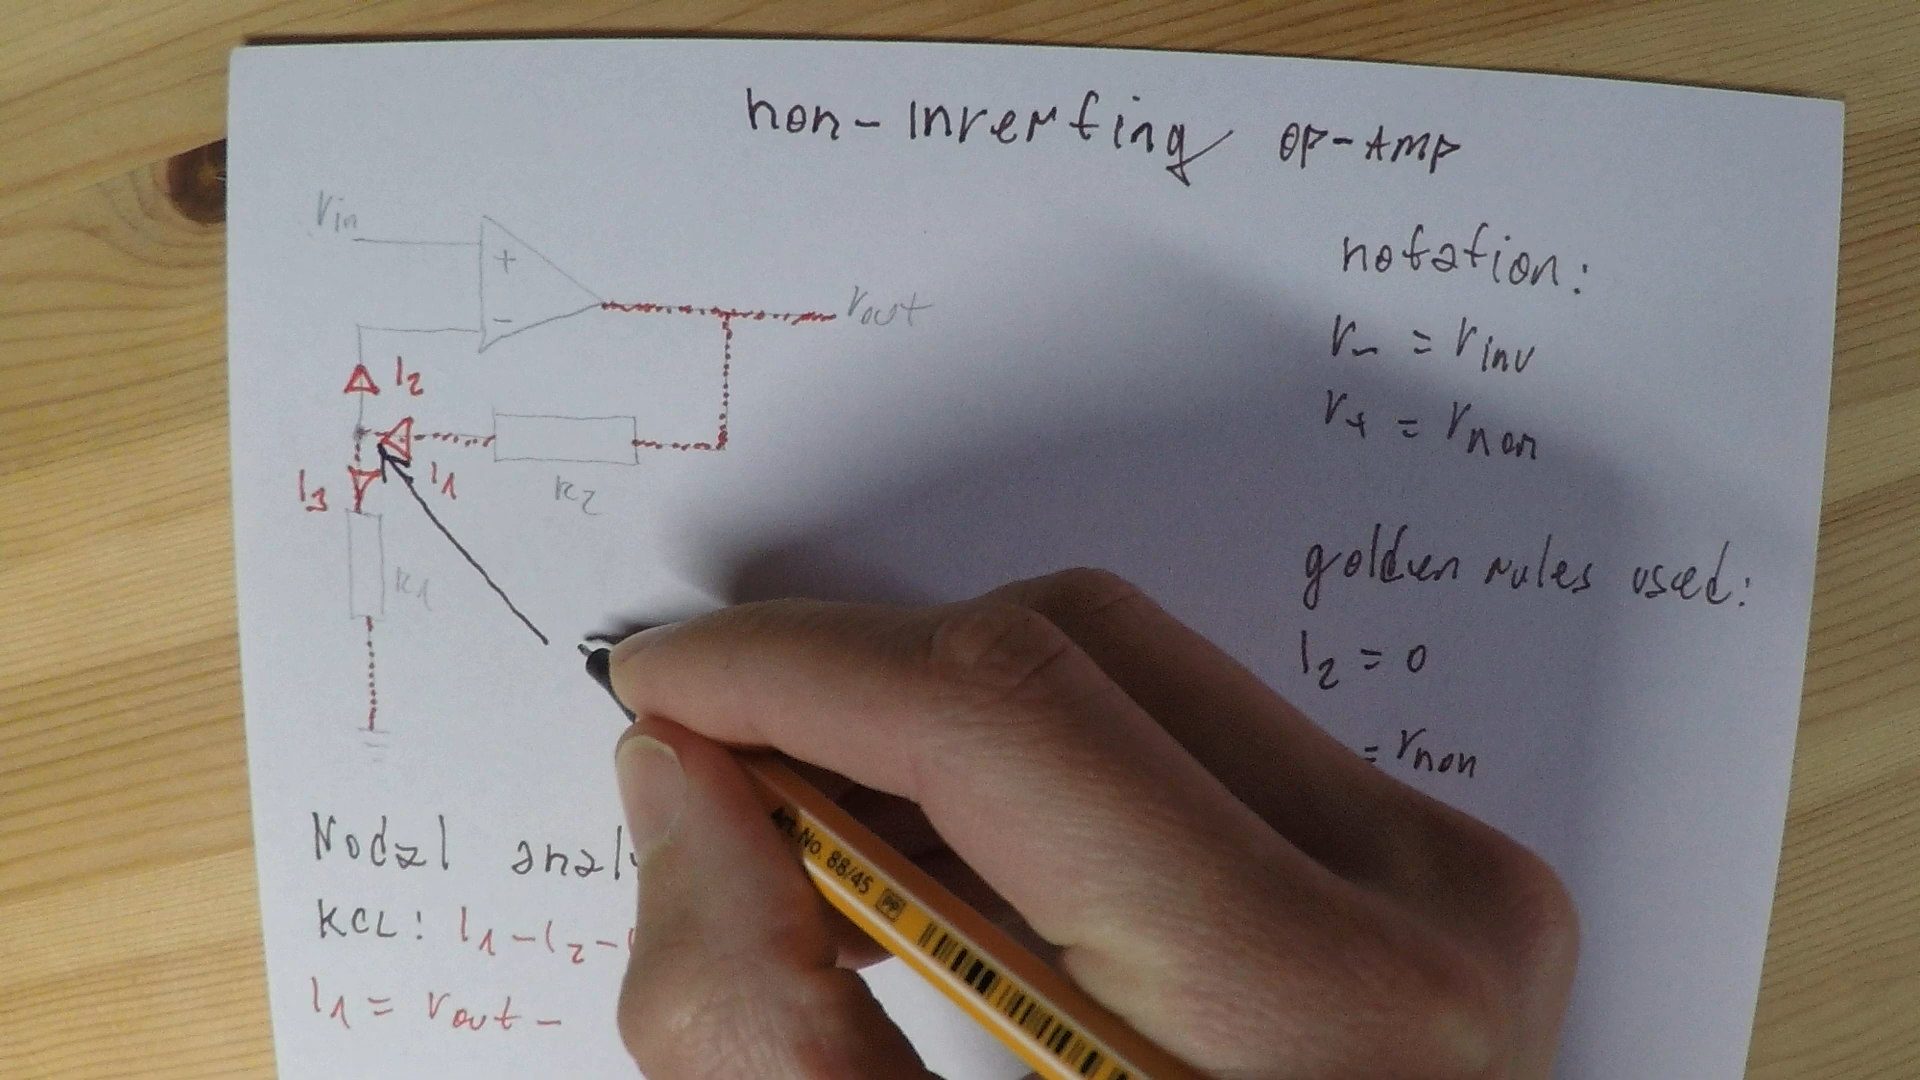 non-inverting OP-AMP
Vin
+
-
Vout
notation:
V- = Vinv
V+ = Vnon
I2
I1
I3
R2
R1
golden rules used:
I2 = 0
= Vnon
Nodal
KCL: I1 - I2 -
I1 = Vout -
Art. No. 88/45 PP